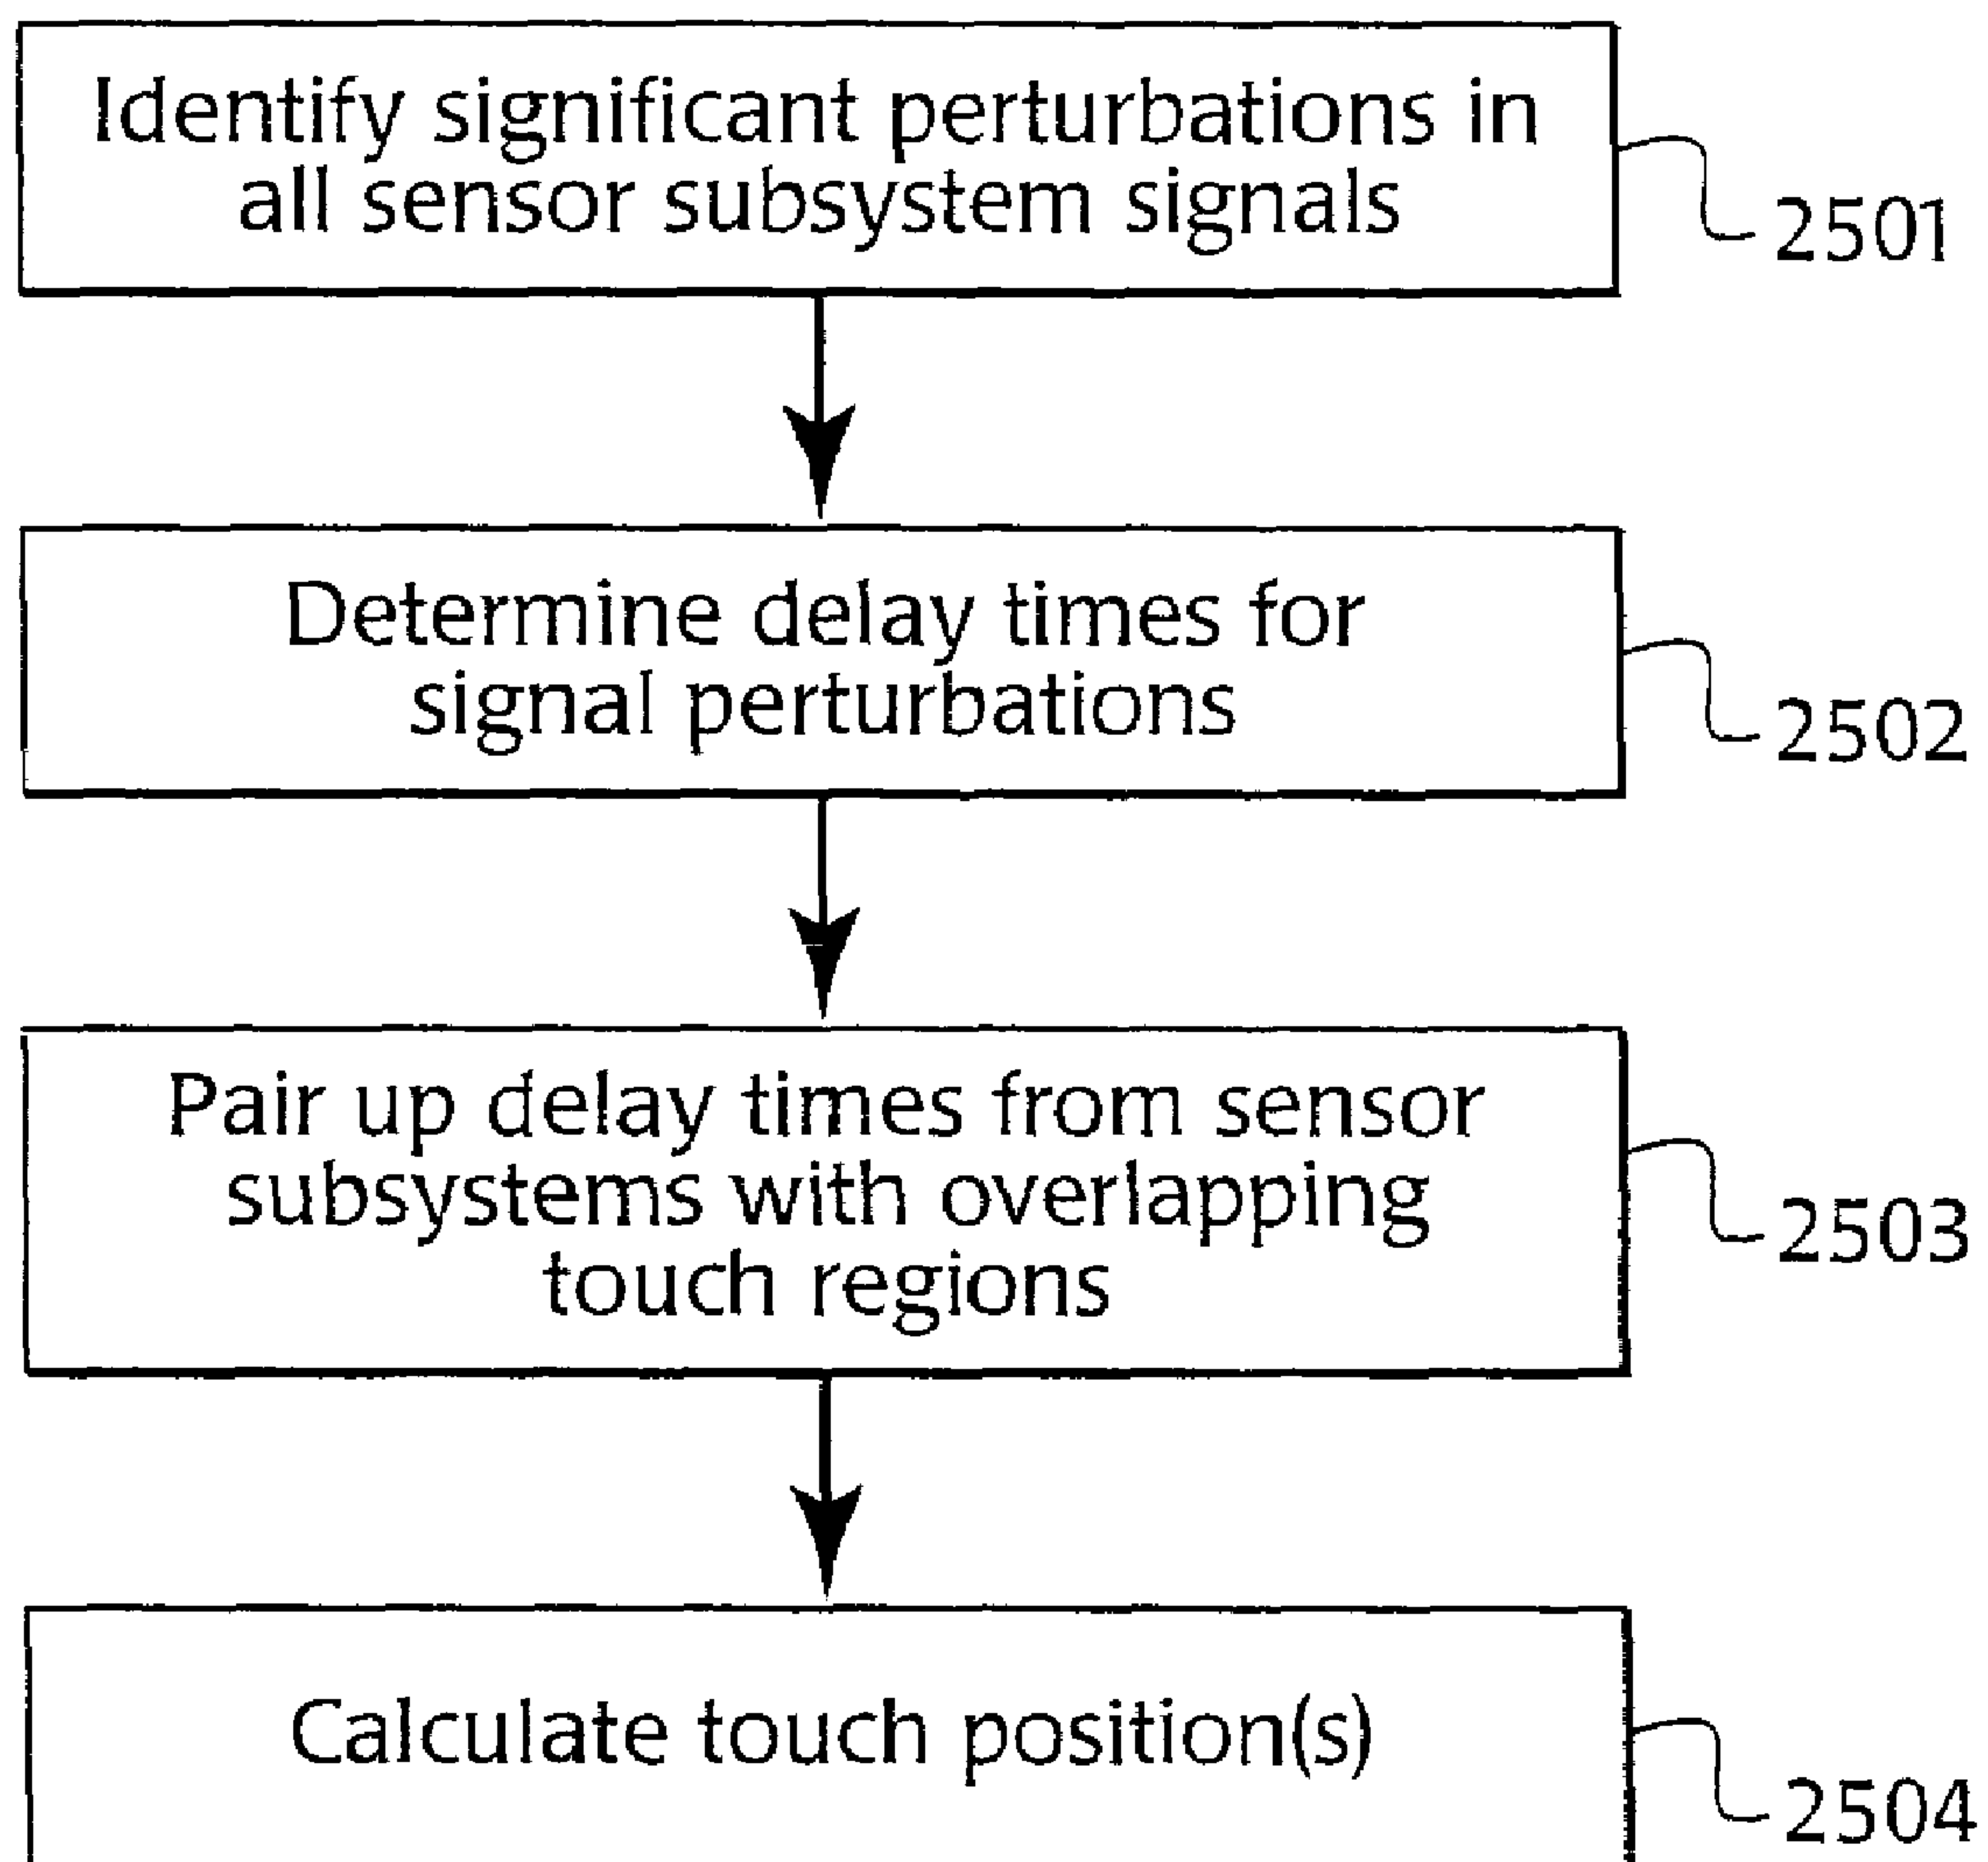 Identify significant perturbations in
all sensor subsystem signals
2501
Determine delay times for
signal perturbations
2502
Pair up delay times from sensor
subsystems with overlapping
touch regions
2503
Calculate touch position(s)
2504